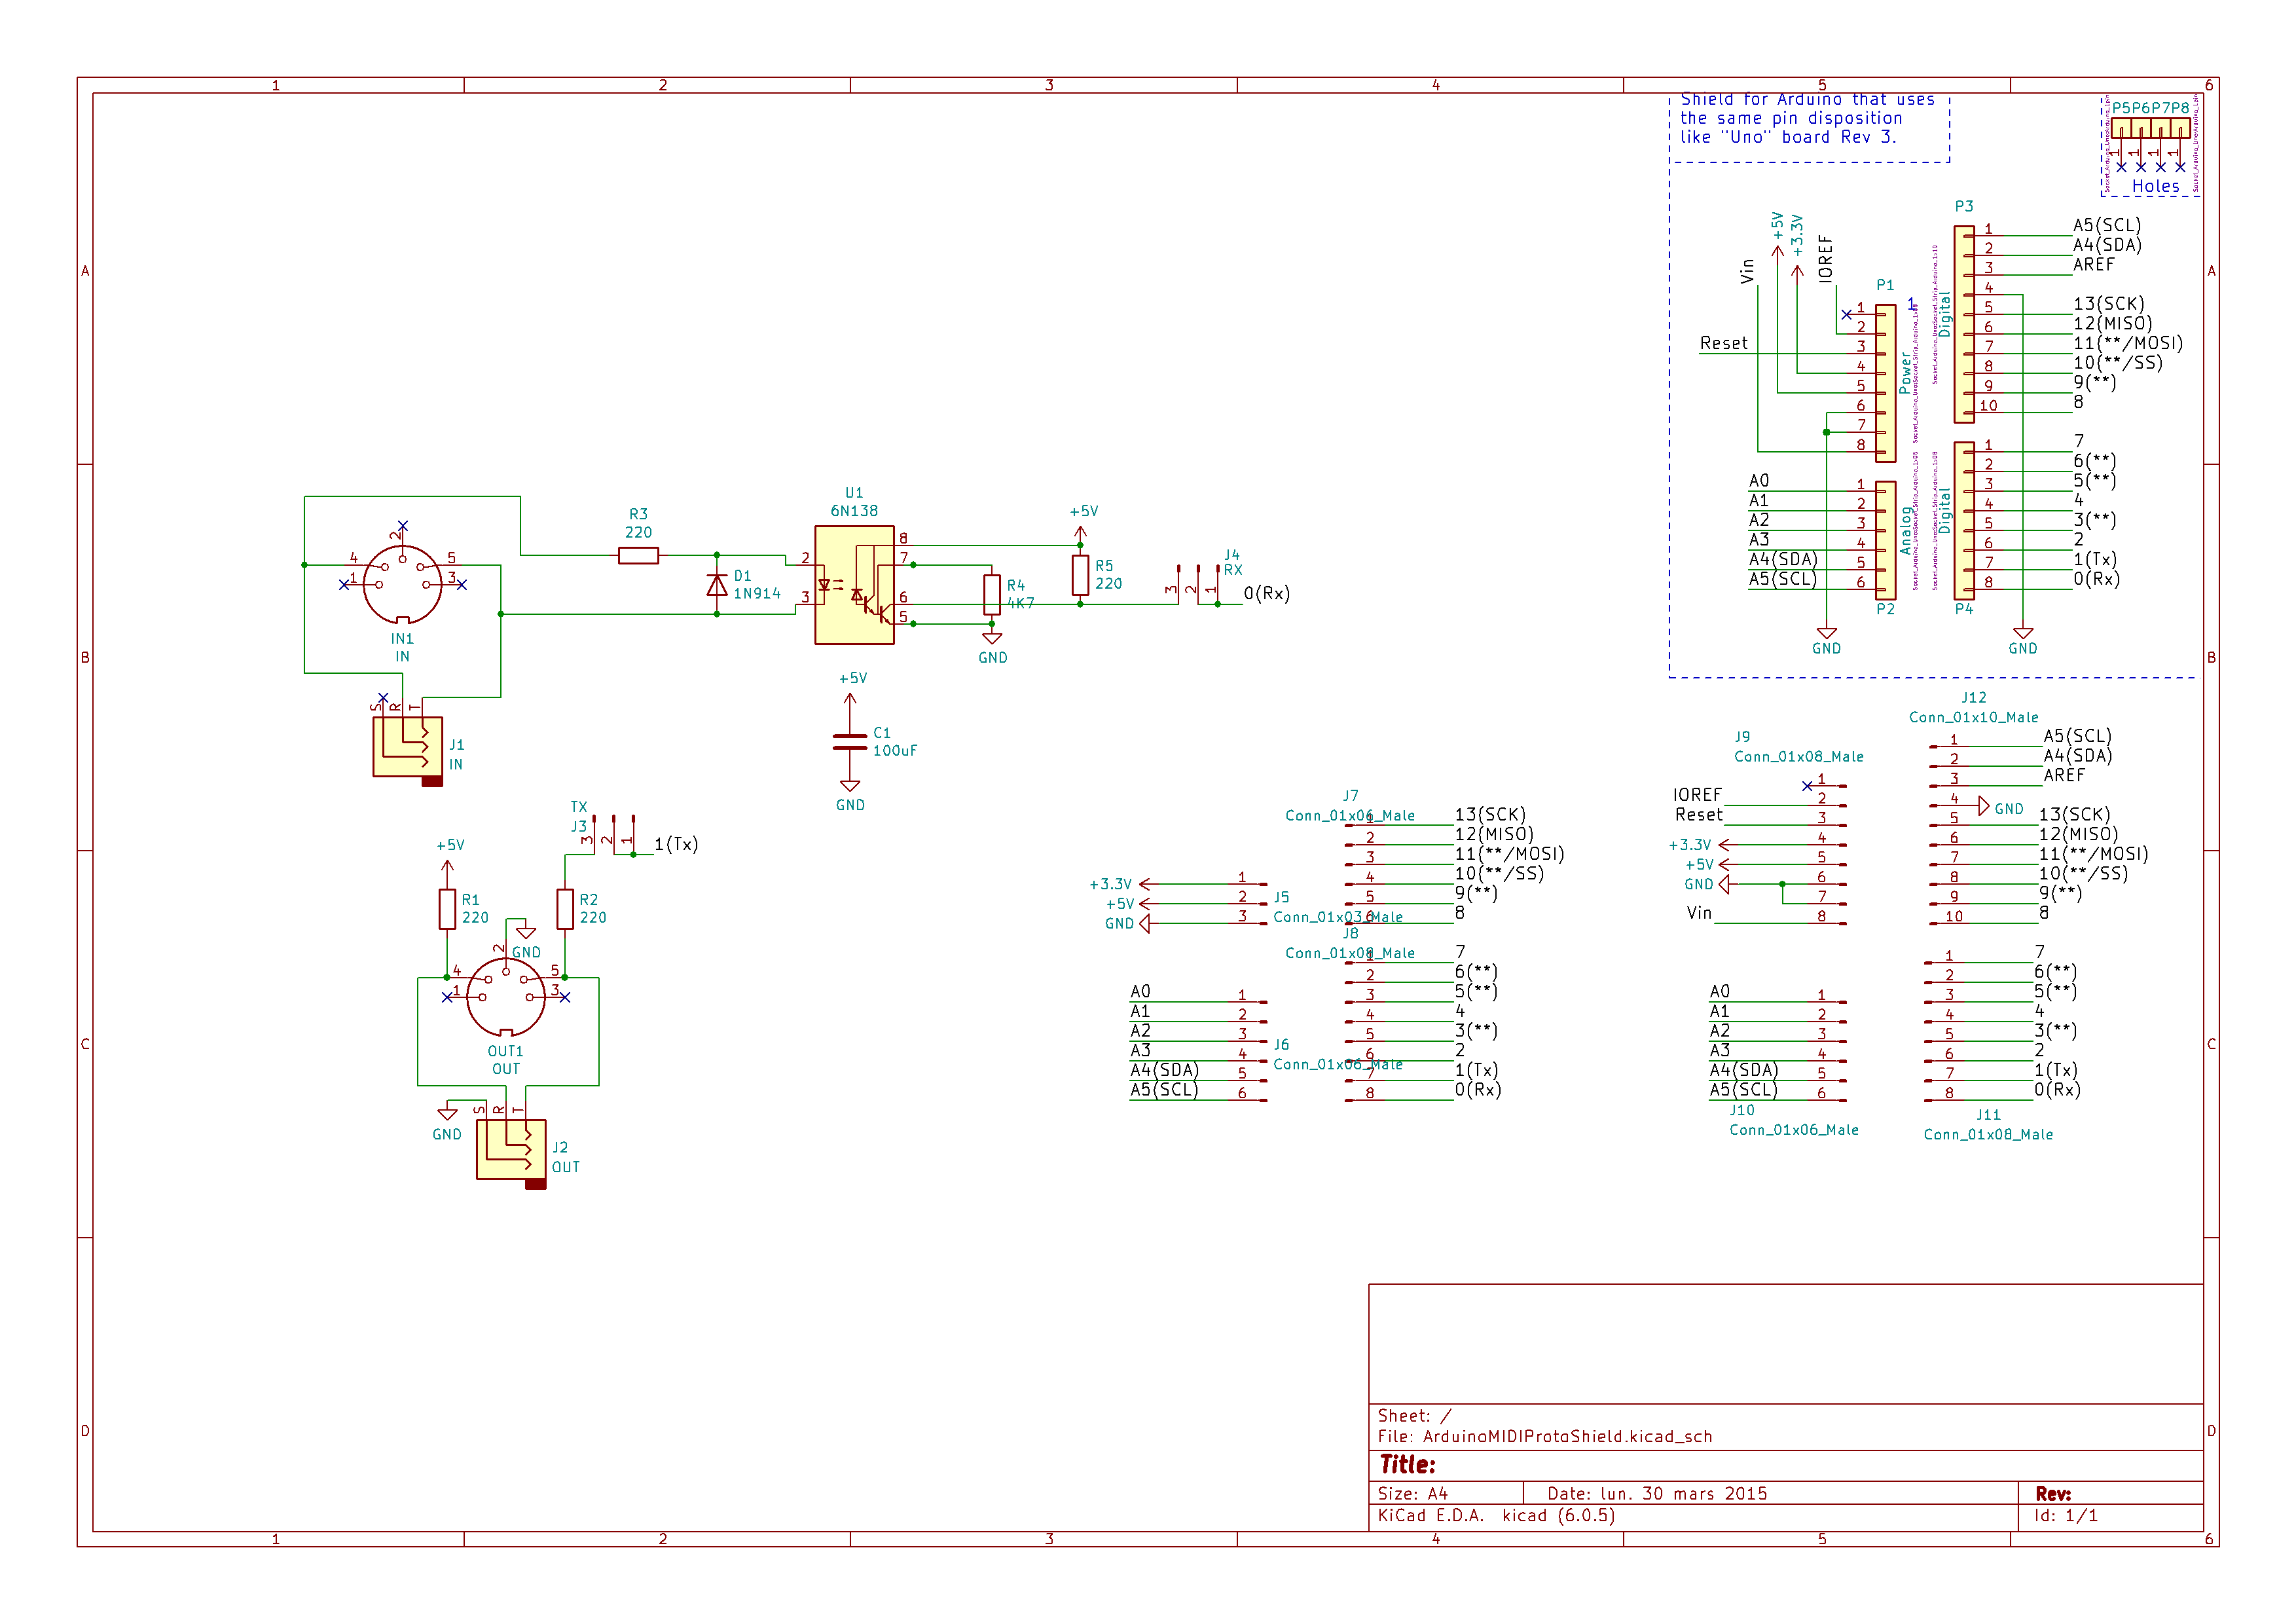 1 2 3 4 5 6
A
B
C
D
A
B
C
D
1 2 3 4 5 6
Shield for Arduino that uses
the same pin disposition
like "Uno" board Rev 3.
P5P6P7P8
1 1 1 1
Holes
Vin
+5V
+3.3V
IOREF
Reset
P1
1
Power
1
2
3
4
5
6
7
8
P3
Digital
1 A5(SCL)
2 A4(SDA)
3 AREF
4
5 13(SCK)
6 12(MISO)
7 11(**/MOSI)
8 10(**/SS)
9 9(**)
10 8
A0 1
A1 2
A2 3
A3 4
A4(SDA) 5
A5(SCL) 6
Analog
P2
GND
Digital
1 7
2 6(**)
3 5(**)
4 4
5 3(**)
6 2
7 1(Tx)
8 0(Rx)
P4
GND
4 2 5
1 3
IN1
IN
S R T
J1
IN
R3
220
D1
1N914
U1
6N138
2
3
8
7
6
5
R4
4K7
GND
+5V
R5
220
J4
RX
3 2 1
0(Rx)
+5V
C1
100uF
GND
TX
J3
3 2 1
1(Tx)
+5V
R1
220
R2
220
GND
4 2 5
1 3
OUT1
OUT
GND
S R T
J2
OUT
+3.3V 1
+5V 2
GND 3
J5
Conn_01x03_Male
J7
Conn_01x06_Male
1 13(SCK)
2 12(MISO)
3 11(**/MOSI)
4 10(**/SS)
5 9(**)
6 8
J8
Conn_01x08_Male
1 7
2 6(**)
3 5(**)
4 4
5 3(**)
6 2
7 1(Tx)
8 0(Rx)
A0 1
A1 2
A2 3
A3 4
A4(SDA) 5
A5(SCL) 6
J6
Conn_01x06_Male
J9
Conn_01x08_Male
1
IOREF 2
Reset 3
+3.3V 4
+5V 5
GND 6
7
Vin 8
J12
Conn_01x10_Male
1 A5(SCL)
2 A4(SDA)
3 AREF
4 GND
5 13(SCK)
6 12(MISO)
7 11(**/MOSI)
8 10(**/SS)
9 9(**)
10 8
A0 1
A1 2
A2 3
A3 4
A4(SDA) 5
A5(SCL) 6
J10
Conn_01x06_Male
1 7
2 6(**)
3 5(**)
4 4
5 3(**)
6 2
7 1(Tx)
8 0(Rx)
J11
Conn_01x08_Male
Sheet: /
File: ArduinoMIDIProtoShield.kicad_sch
Title:
Size: A4 Date: lun. 30 mars 2015 Rev:
KiCad E.D.A. kicad (6.0.5) Id: 1/1